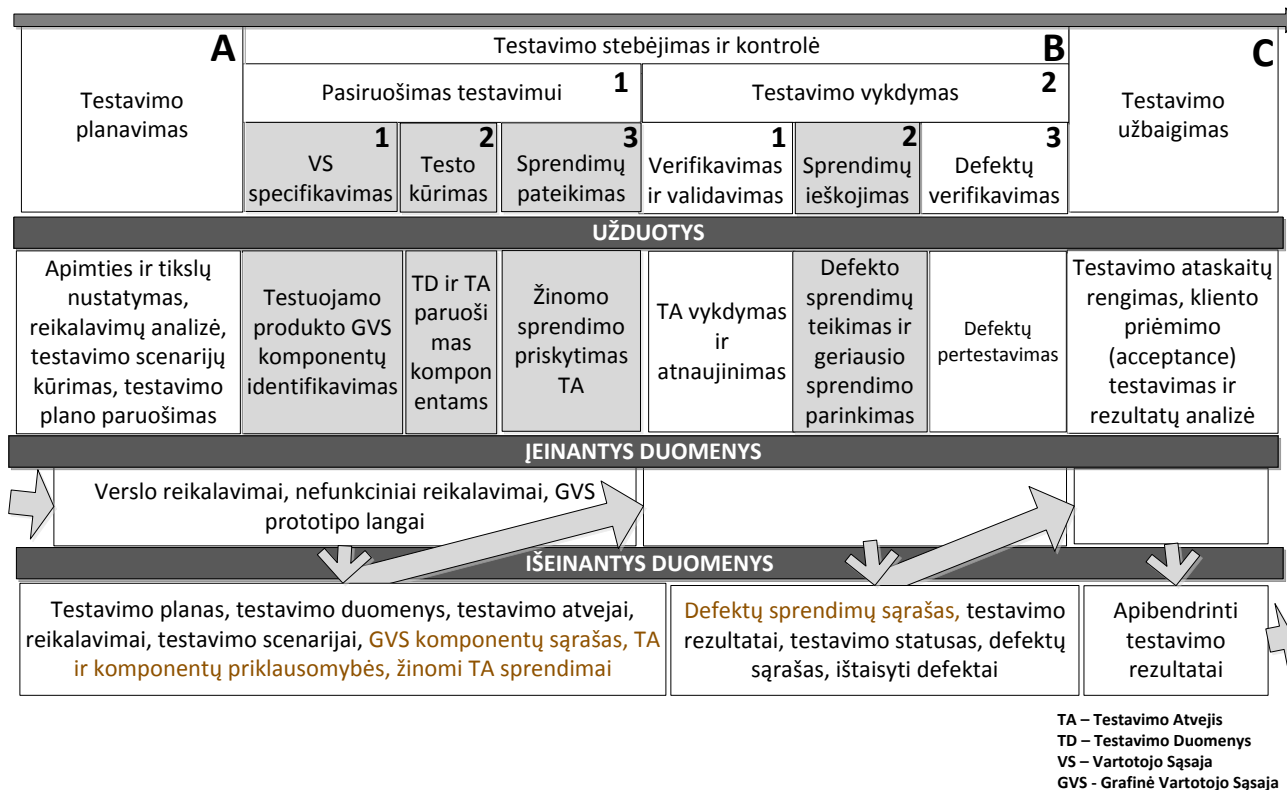 A
Testavimo
planavimas
Testavimo stebėjimas ir kontrolė
B
Pasiruošimas testavimui
1
Testavimo vykdymas
2
1
VS
specifikavimas
2
Testo
kūrimas
3
Sprendimų
pateikimas
1
Verifikavimas
ir validavimas
2
Sprendimų
ieškojimas
3
Defektų
verifikavimas
C
Testavimo
užbaigimas
UŽDUOTYS
Apimties ir tikslų
nustatymas,
reikalavimų analizė,
testavimo scenarijų
kūrimas, testavimo
plano paruošimas
Testuojamo
produkto GVS
komponentų
identifikavimas
TD ir TA
paruoši
mas
kompon
entams
Žinomo
sprendimo
priskytimas
TA
TA vykdymas
ir
atnaujinimas
Defekto
sprendimų
teikimas ir
geriausio
sprendimo
parinkimas
Defektų
pertestavimas
Testavimo ataskaitų
rengimas, kliento
priėmimo
(acceptance)
testavimas ir
rezultatų analizė
ĮEINANTYS DUOMENYS
Verslo reikalavimai, nefunkciniai reikalavimai, GVS
prototipo langai
IŠEINANTYS DUOMENYS
Testavimo planas, testavimo duomenys, testavimo atvejai,
reikalavimai, testavimo scenarijai, GVS komponentų sąrašas, TA
ir komponentų priklausomybės, žinomi TA sprendimai
Defektų sprendimų sąrašas, testavimo
rezultatai, testavimo statusas, defektų
sąrašas, ištaisyti defektai
Apibendrinti
testavimo
rezultatai
TA – Testavimo Atvejis
TD – Testavimo Duomenys
VS – Vartotojo Sąsaja
GVS - Grafinė Vartotojo Sąsaja